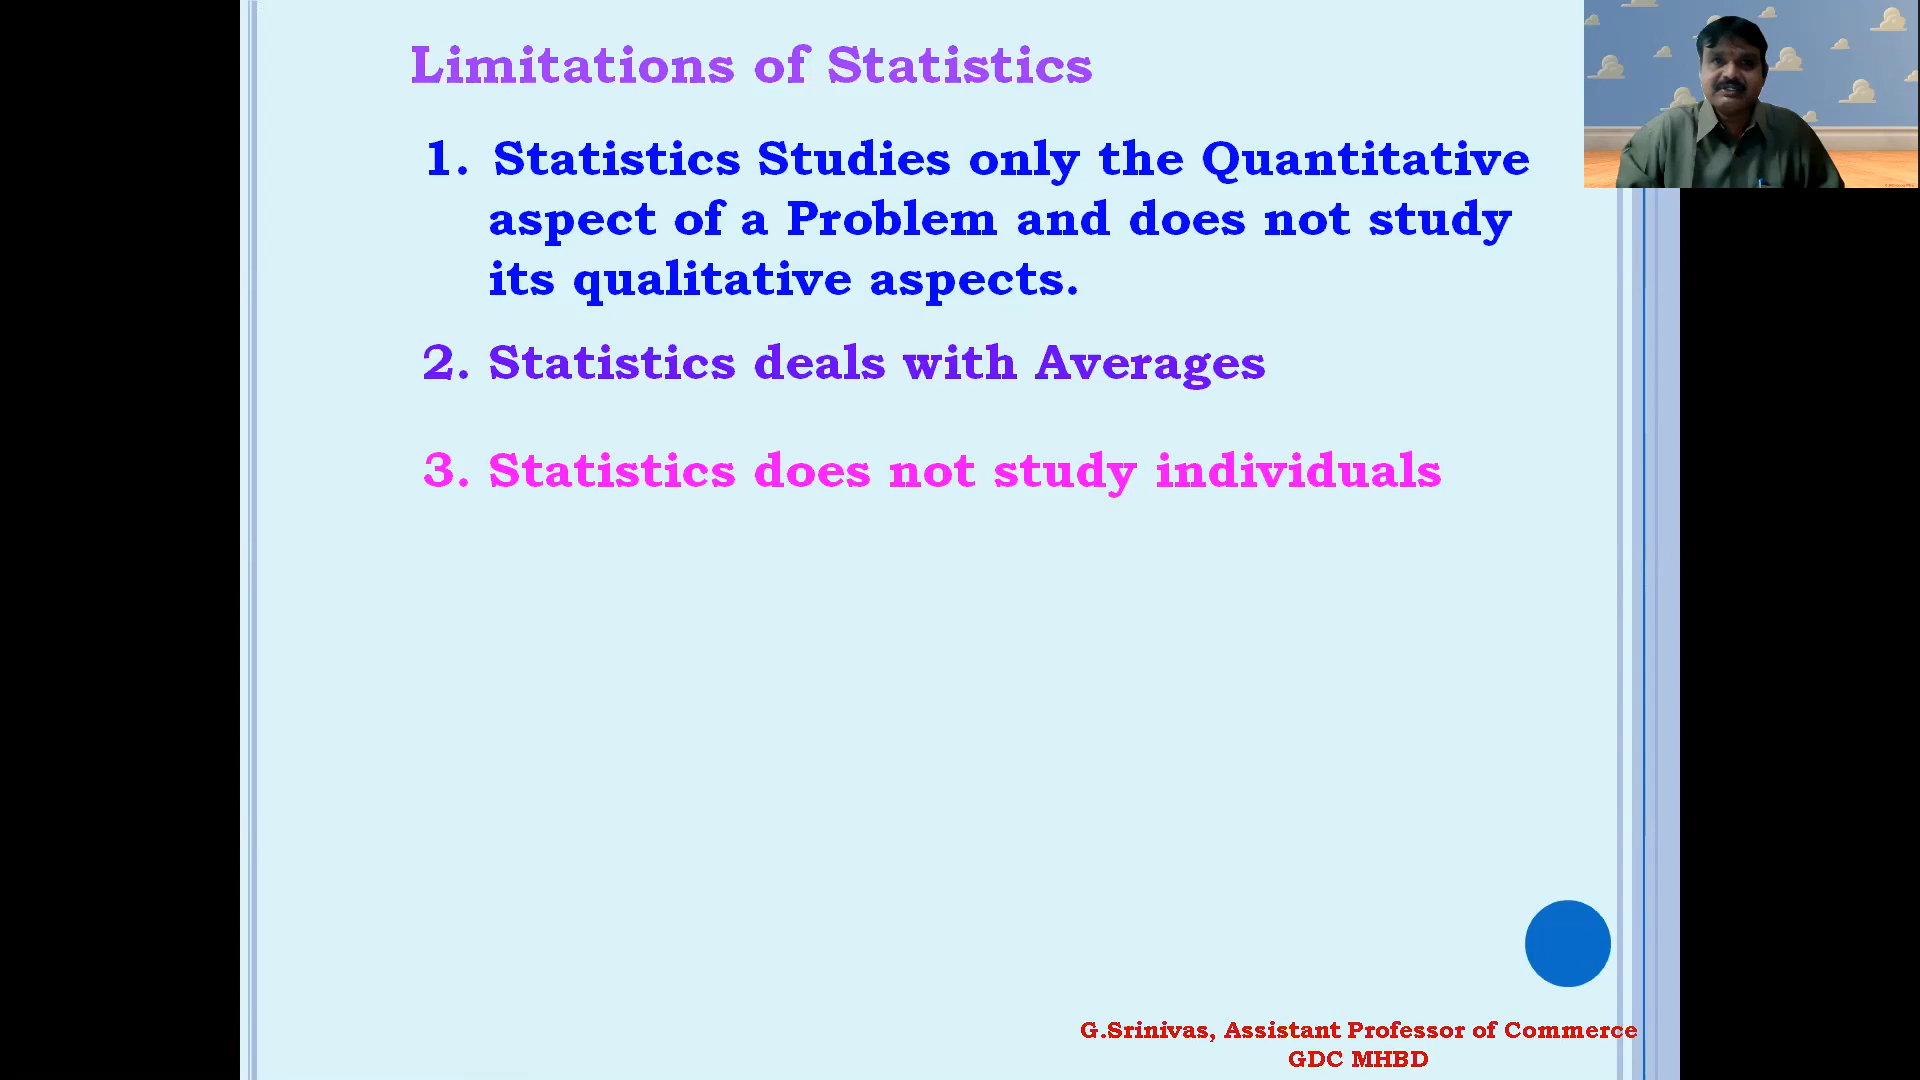 Limitations of Statistics
1. Statistics Studies only the Quantitative
aspect of a Problem and does not study
its qualitative aspects.
2. Statistics deals with Averages
3. Statistics does not study individuals
G.Srinivas, Assistant Professor of Commerce
GDC MHBD